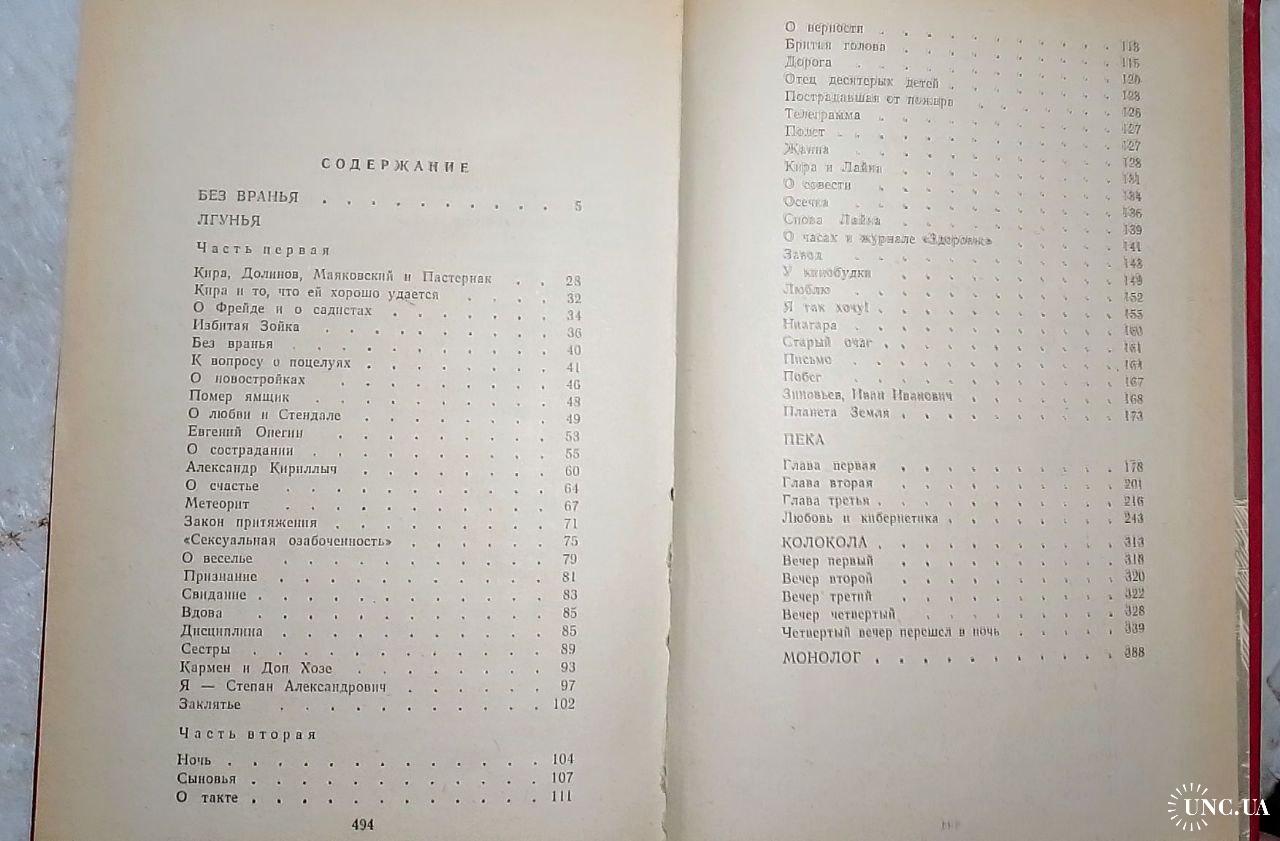 СОДЕРЖАНИЕ
БЕЗ ВРАНЬЯ . . . . . . . . . . 5
ЛГУНЬЯ
Часть первая
Кира, Долинов, Маяковский и Пастернак . . 28
Кира и то, что ей хорошо удается . . . . 32
О Фрейде и о садистах . . . . . . . 34
Избитая Зойка . . . . . . . . . 36
Без вранья . . . . . . . . . . 40
К вопросу о поцелуях . . . . . . . . 41
О новостройках . . . . . . . . . 46
Помер ямщик . . . . . . . . . . 48
О любви и Стендале . . . . . . . . 49
Евгений Онегин . . . . . . . . . 53
О сострадании . . . . . . . . . . 55
Александр Кириллыч . . . . . . . . 60
О счастье . . . . . . . . . . . 64
Метеорит . . . . . . . . . . . 67
Закон притяжения . . . . . . . . . 71
«Сексуальная озабоченность» . . . . . . 75
О веселье . . . . . . . . . . . 79
Признание . . . . . . . . . . . 81
Свидание . . . . . . . . . . . . 83
Вдова . . . . . . . . . . . . 85
Дисциплина . . . . . . . . . . . 85
Сестры . . . . . . . . . . . . 89
Кармен и Дон Хозе . . . . . . . . 93
Я — Степан Александрович . . . . . . 97
Заклятье . . . . . . . . . . . 102
Часть вторая
Ночь . . . . . . . . . . . . . 104
Сыновья . . . . . . . . . . . . 107
О такте . . . . . . . . . . . . 111
494
О верности . . . . . . . . . . 113
Бритая голова . . . . . . . . . 115
Дорога . . . . . . . . . . . 120
Отец десятерых детей . . . . . . . 123
Пострадавшая от пожара . . . . . . 126
Телеграмма . . . . . . . . . . 127
Полет . . . . . . . . . . . . 127
Жанна . . . . . . . . . . . 128
Кира и Лайка . . . . . . . . . 131
О совести . . . . . . . . . . 134
Осечка . . . . . . . . . . . 136
Снова Лайка . . . . . . . . . 139
О часах и журнале «Здоровье» . . . . . 141
Завод . . . . . . . . . . . 143
У кинобудки . . . . . . . . . 149
Люблю . . . . . . . . . . . 152
Я так хочу! . . . . . . . . . . 155
Ниагара . . . . . . . . . . . 160
Старый очаг . . . . . . . . . . 161
Письмо . . . . . . . . . . . 164
Побег . . . . . . . . . . . 167
Зиновьев, Иван Иванович . . . . . . 168
Планета Земля . . . . . . . . . 173
ПЕКА
Глава первая . . . . . . . . . 178
Глава вторая . . . . . . . . . 201
Глава третья . . . . . . . . . . 216
Любовь и кибернетика . . . . . . . . 243
КОЛОКОЛА . . . . . . . . . . 313
Вечер первый . . . . . . . . . 318
Вечер второй . . . . . . . . . 320
Вечер третий . . . . . . . . . 322
Вечер четвертый . . . . . . . . 328
Четвертый вечер перешел в ночь . . . . . 339
МОНОЛОГ . . . . . . . . . . 388
UNC.UA